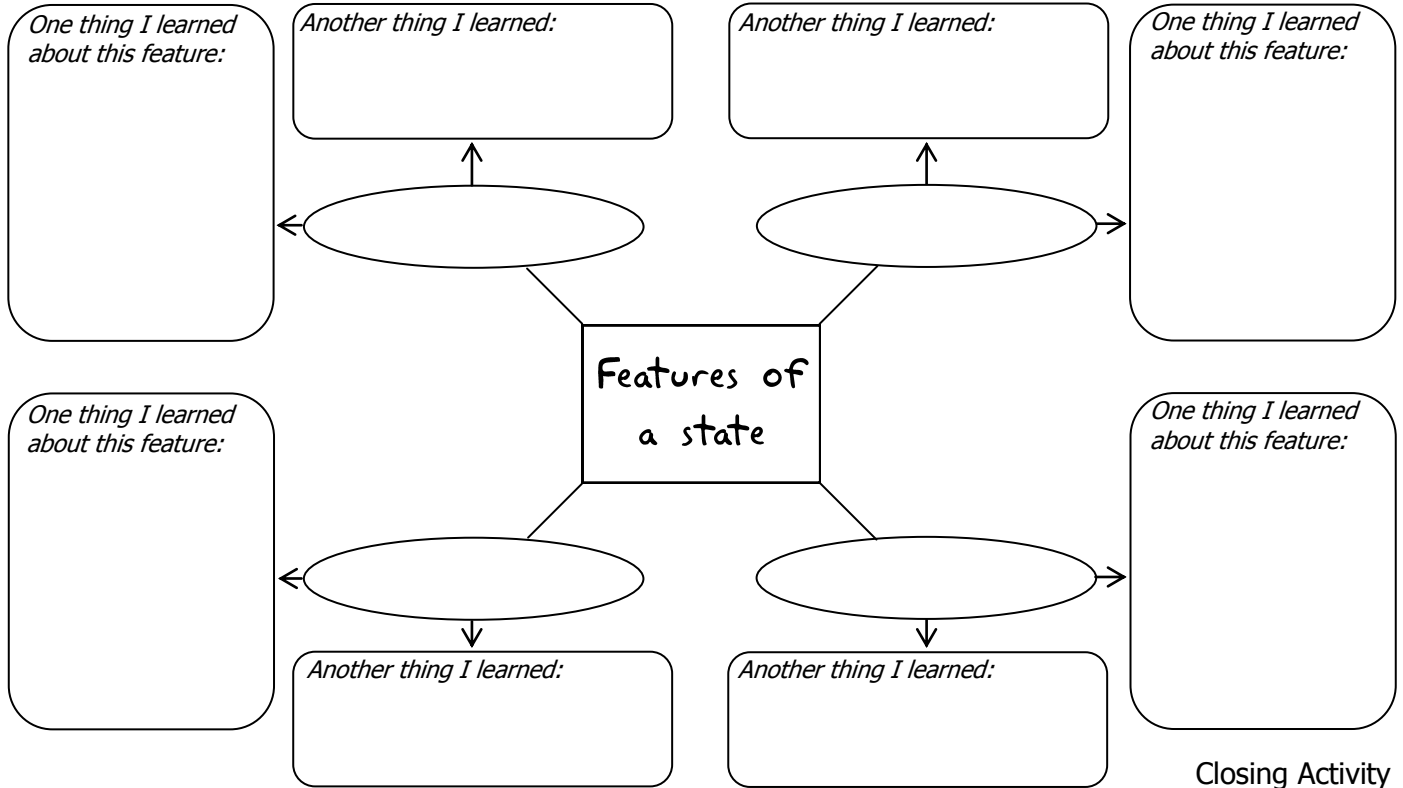 One thing I learned
about this feature:
Another thing I learned:
Another thing I learned:
One thing I learned
about this feature:
Features of
a state
One thing I learned
about this feature:
One thing I learned
about this feature:
Another thing I learned:
Another thing I learned:
Closing Activity